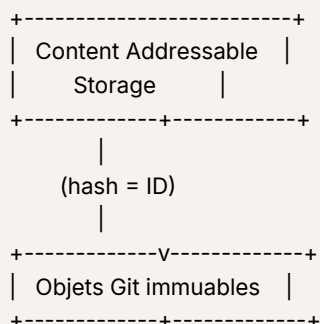 +--------------------------+
| Content Addressable |
| Storage |
+-------------+------------+
|
(hash = ID)
|
+-------------v-------------+
| Objets Git immuables |
+-------------+-------------+